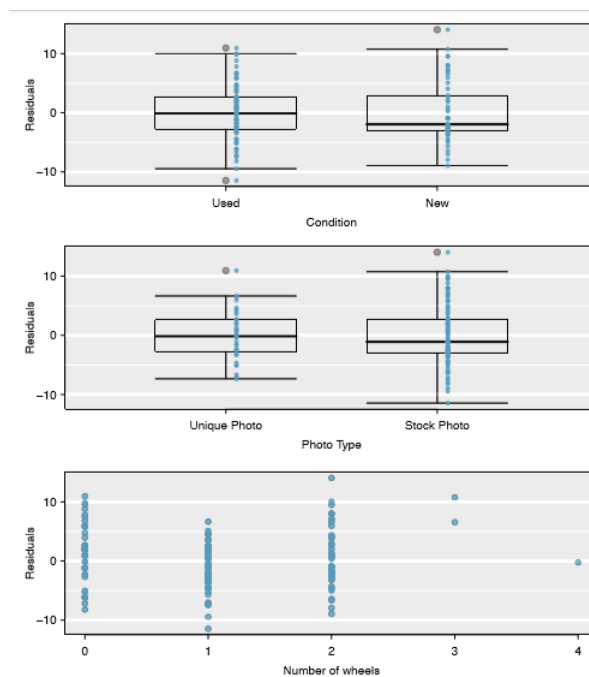 10
0
−10
Residuals
Used New
Condition
10
0
−10
Residuals
Unique Photo Stock Photo
Photo Type
10
0
−10
Residuals
0 1 2 3 4
Number of wheels